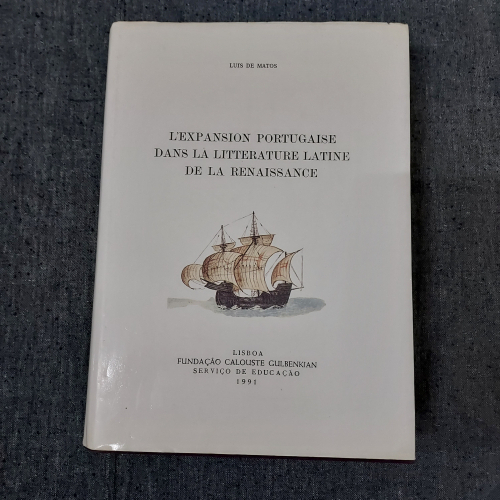 LUIS DE MATOS
L'EXPANSION PORTUGAISE
DANS LA LITTERATURE LATINE
DE LA RENAISSANCE
LISBOA
FUNDAÇÃO CALOUSTE GULBENKIAN
SERVIÇO DE EDUCAÇÃO
1991